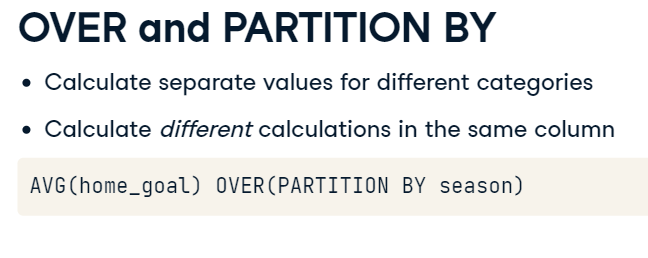 OVER and PARTITION BY
• Calculate separate values for different categories
• Calculate different calculations in the same column
AVG(home_goal) OVER(PARTITION BY season)